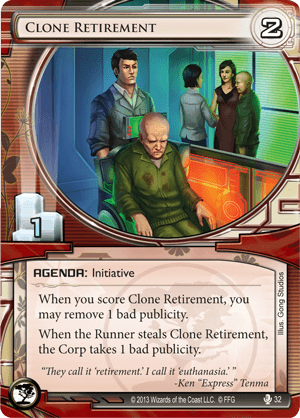 CLONE RETIREMENT
2
1
AGENDA: Initiative
When you score Clone Retirement, you
may remove 1 bad publicity.
When the Runner steals Clone Retirement,
the Corp takes 1 bad publicity.
“They call it ‘retirement.’ I call it ‘euthanasia.’ ”
-Ken “Express” Tenma
Illus. Gong Studios
© 2013 Wizards of the Coast LLC. © FFG
32